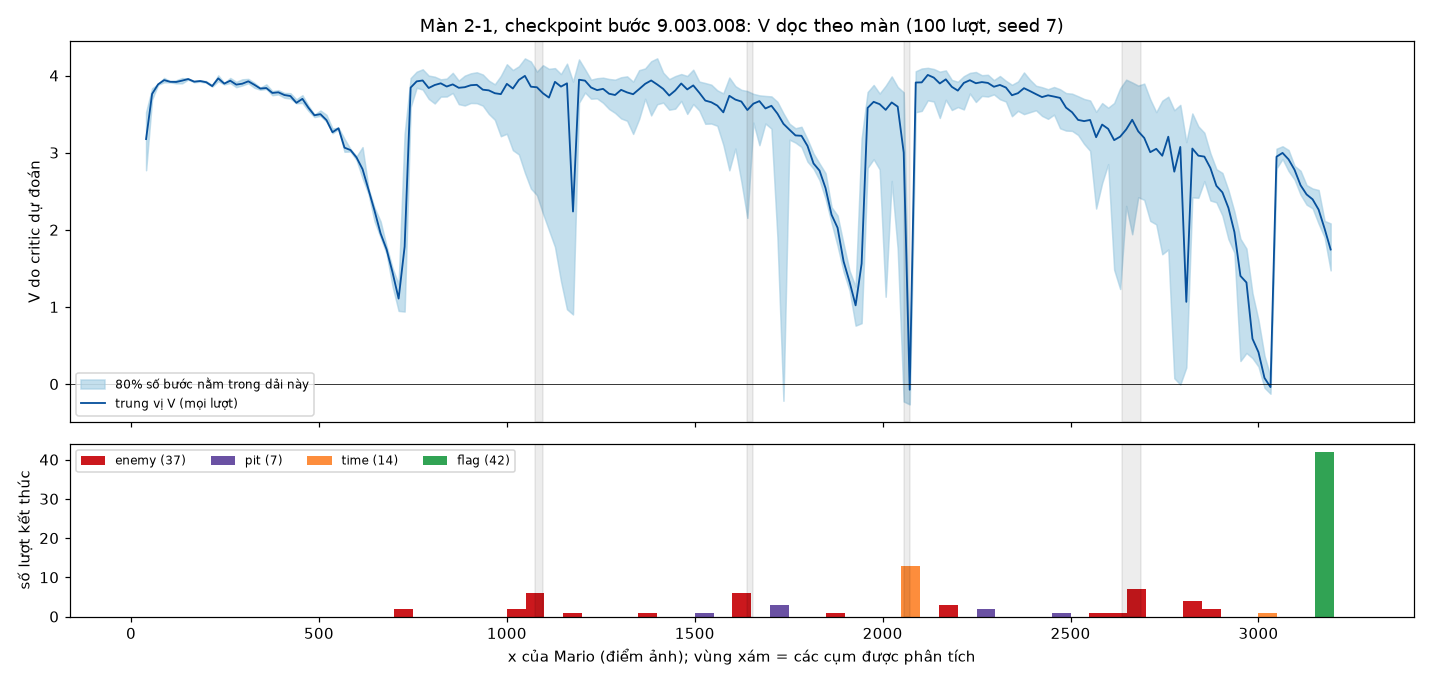 Màn 2-1, checkpoint bước 9.003.008: V dọc theo màn (100 lượt, seed 7)
V do critic dự đoán
4
3
2
1
0
80% số bước nằm trong dải này
trung vị V (mọi lượt)
số lượt kết thúc
40
30
20
10
0
enemy (37)
pit (7)
time (14)
flag (42)
0
500
1000
1500
2000
2500
3000
x của Mario (điểm ảnh); vùng xám = các cụm được phân tích